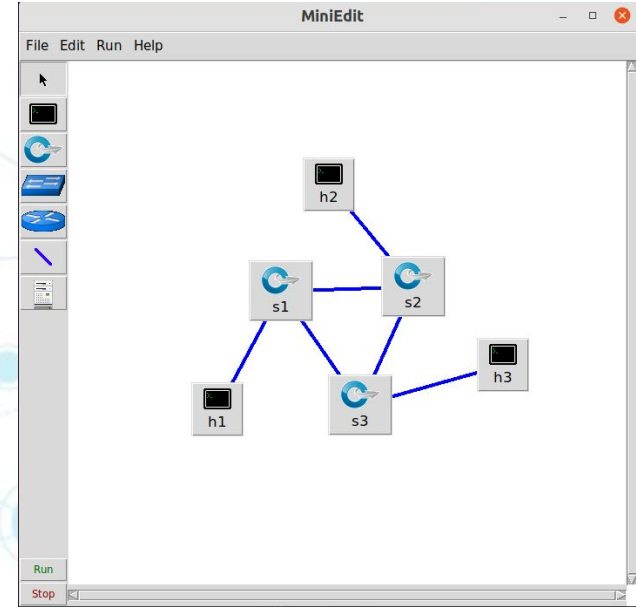 MiniEdit
File Edit Run Help
h2
s1
s2
h3
h1
s3
Run
Stop